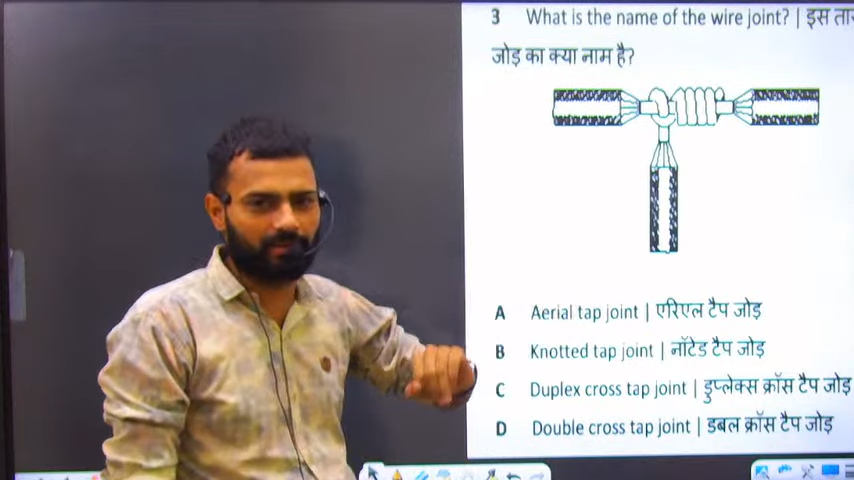 3 What is the name of the wire joint? | इस
जोड़ का क्या नाम है?
A Aerial tap joint | एरिएल टैप जोड़
B Knotted tap joint | नॉटेड टैप जोड़
C Duplex cross tap joint | डुप्लेक्स क्रॉस टैप जोड़
D Double cross tap joint | डबल क्रॉस टैप जोड़